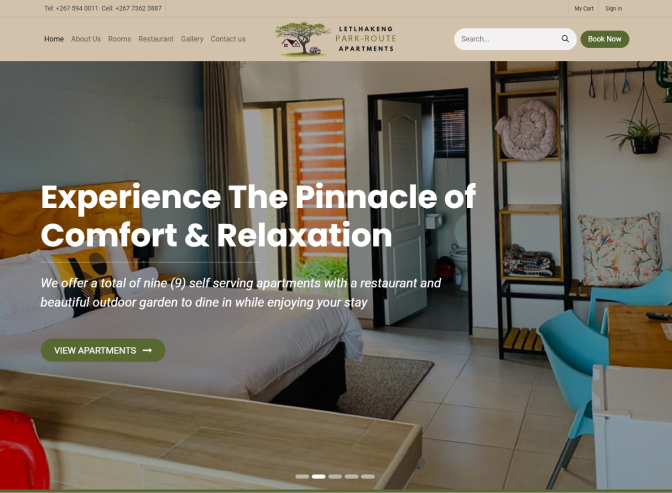 Tel: +267 594 0011 Cell: +267 7362 3887
My Cart
Sign in
Home About Us Rooms Restaurant Gallery Contact us
LETLHAKENG
PARK-ROUTE
APARTMENTS
Search...
Book Now
Experience The Pinnacle of
Comfort & Relaxation
We offer a total of nine (9) self serving apartments with a restaurant and
beautiful outdoor garden to dine in while enjoying your stay
VIEW APARTMENTS